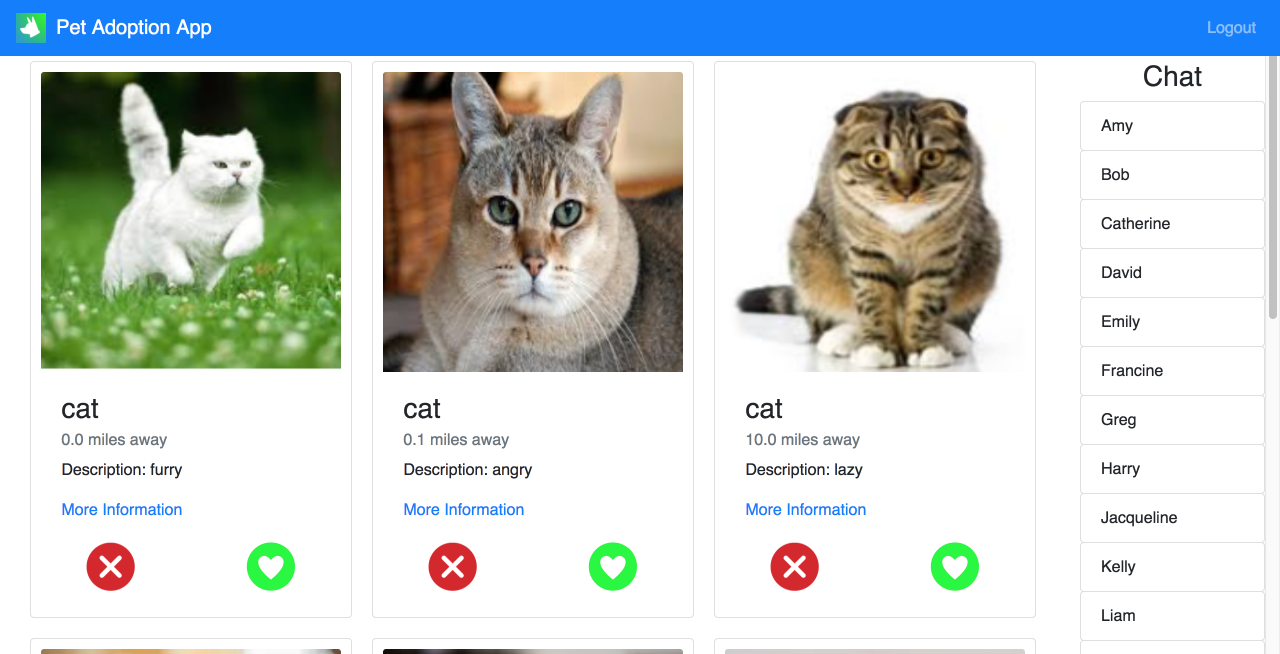 Pet Adoption App
Logout
cat
0.0 miles away
Description: furry
More Information
cat
0.1 miles away
Description: angry
More Information
cat
10.0 miles away
Description: lazy
More Information
Chat
Amy
Bob
Catherine
David
Emily
Francine
Greg
Harry
Jacqueline
Kelly
Liam